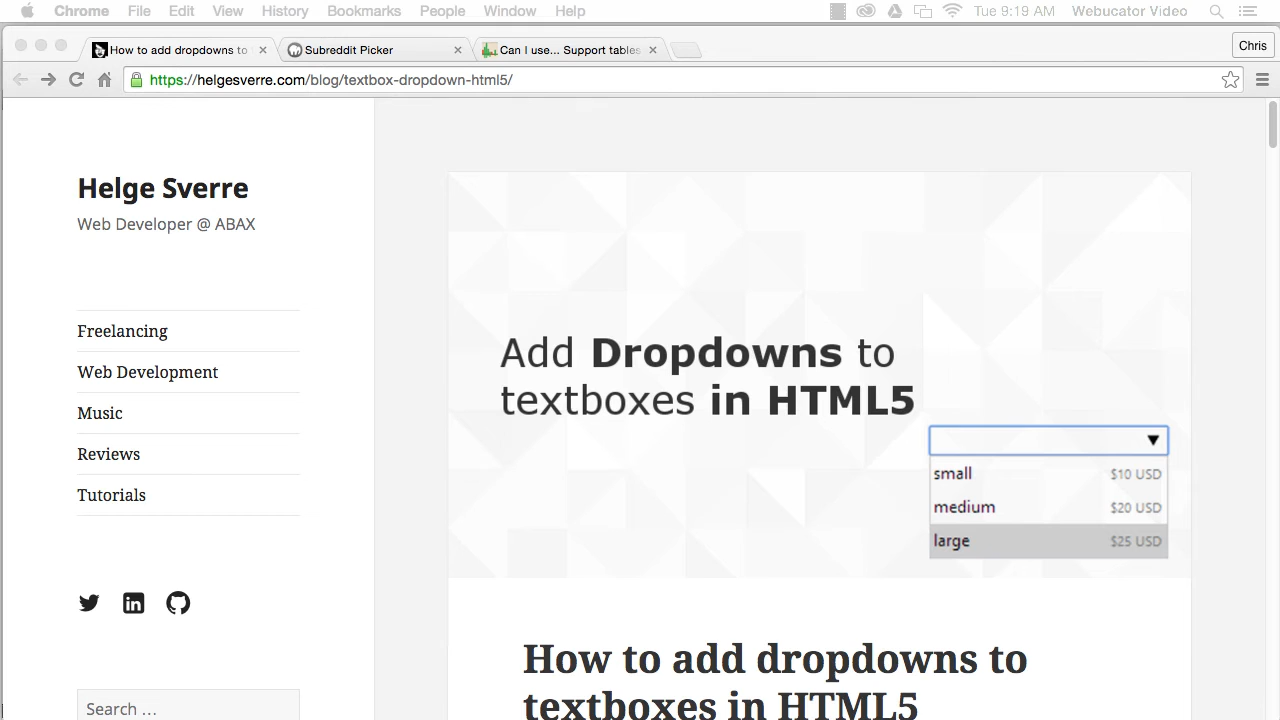 Chrome File Edit View History Bookmarks People Window Help Tue 9:19 AM Webucator Video
How to add dropdowns to Subreddit Picker Can I use... Support tables Chris
https://helgesverre.com/blog/textbox-dropdown-html5/
Helge Sverre
Web Developer @ ABAX
Freelancing
Web Development
Music
Reviews
Tutorials
Search …
Add Dropdowns to
textboxes in HTML5
small $10 USD
medium $20 USD
large $25 USD
How to add dropdowns to
textboxes in HTML5